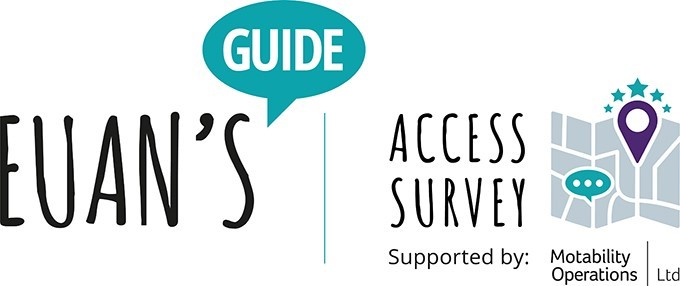 EUAN'S
GUIDE
ACCESS
SURVEY
Supported by:
Motability
Operations
Ltd